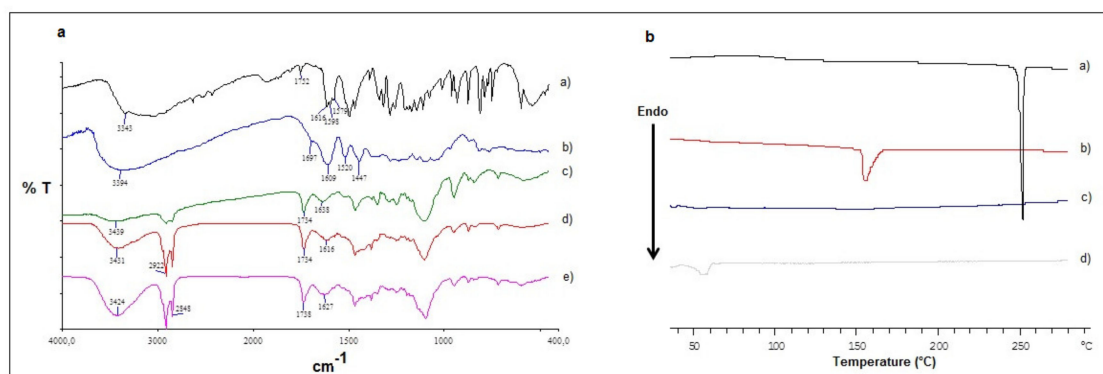 a
% T
a)
b)
c)
d)
e)
1752
3343
1616
1598
1579
3394
1697
1609
1520
1447
3439
1734
1638
3431
2922
1734
1616
3424
2848
1738
1627
4000,0
3000
2000
1500
1000
400,0
cm-1
b
Endo
a)
b)
c)
d)
50
100
150
200
250
°C
Temperature (°C)